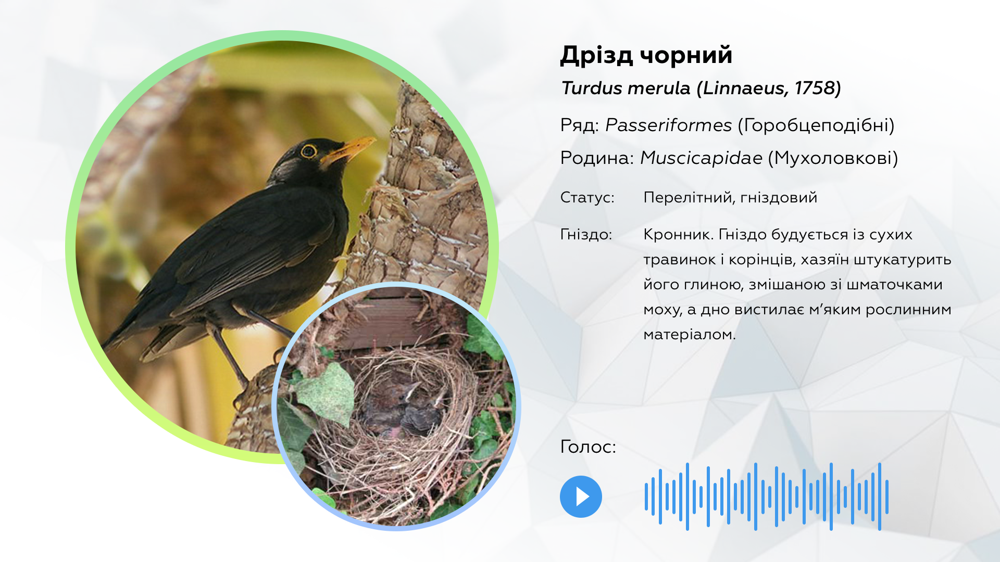 Дрізд чорний
Turdus merula (Linnaeus, 1758)
Ряд: Passeriformes (Горобцеподібні)
Родина: Muscicapidae (Мухоловкові)
Статус: Перелітний, гніздовий
Гніздо: Кронник. Гніздо будується із сухих
травинок і корінців, хазяїн штукатурить
його глиною, змішаною зі шматочками
моху, а дно вистилає м’яким рослинним
матеріалом.
Голос: